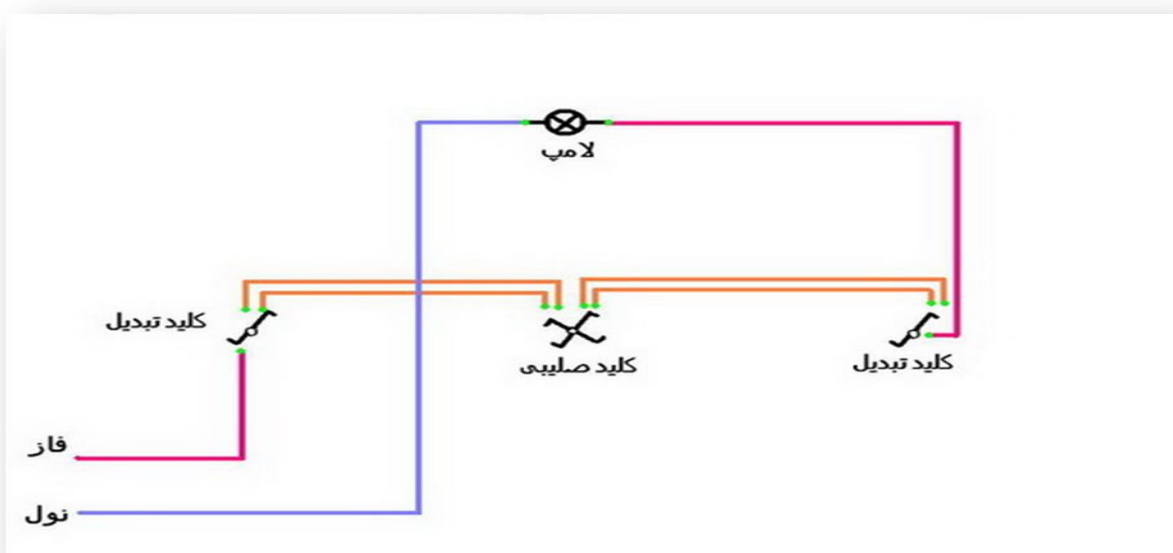 لامپ
کلید تبدیل
کلید صلیبی
کلید تبدیل
فاز
نول